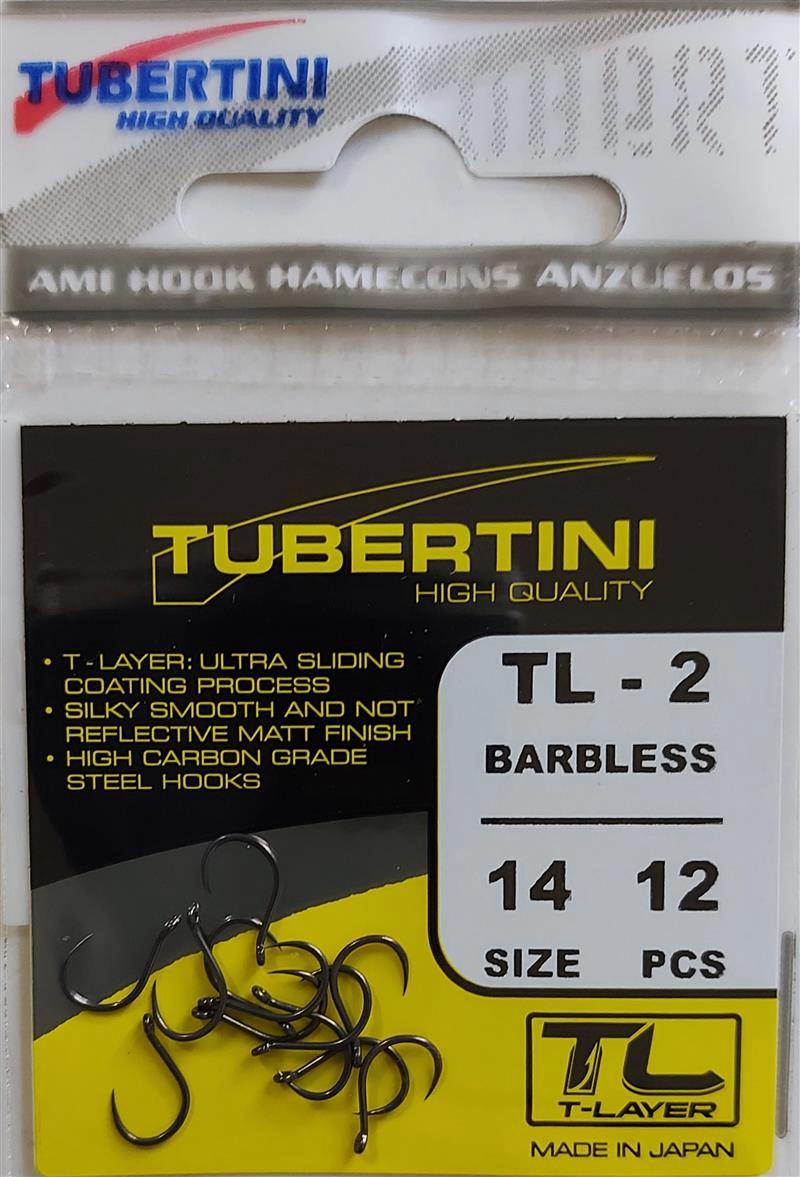 TUBERTINI
HIGH QUALITY
AMI HOOK HAMECONS ANZUELOS
TUBERTINI
HIGH QUALITY
• T-LAYER: ULTRA SLIDING
COATING PROCESS
• SILKY SMOOTH AND NOT
REFLECTIVE MATT FINISH
• HIGH CARBON GRADE
STEEL HOOKS
TL - 2
BARBLESS
14 12
SIZE PCS
TL
T-LAYER
MADE IN JAPAN